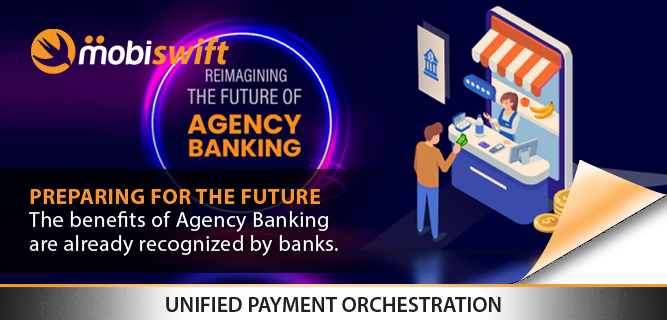 mobiswift
REIMAGINING
THE FUTURE OF
AGENCY
BANKING
PREPARING FOR THE FUTURE
The benefits of Agency Banking
are already recognized by banks.
UNIFIED PAYMENT ORCHESTRATION